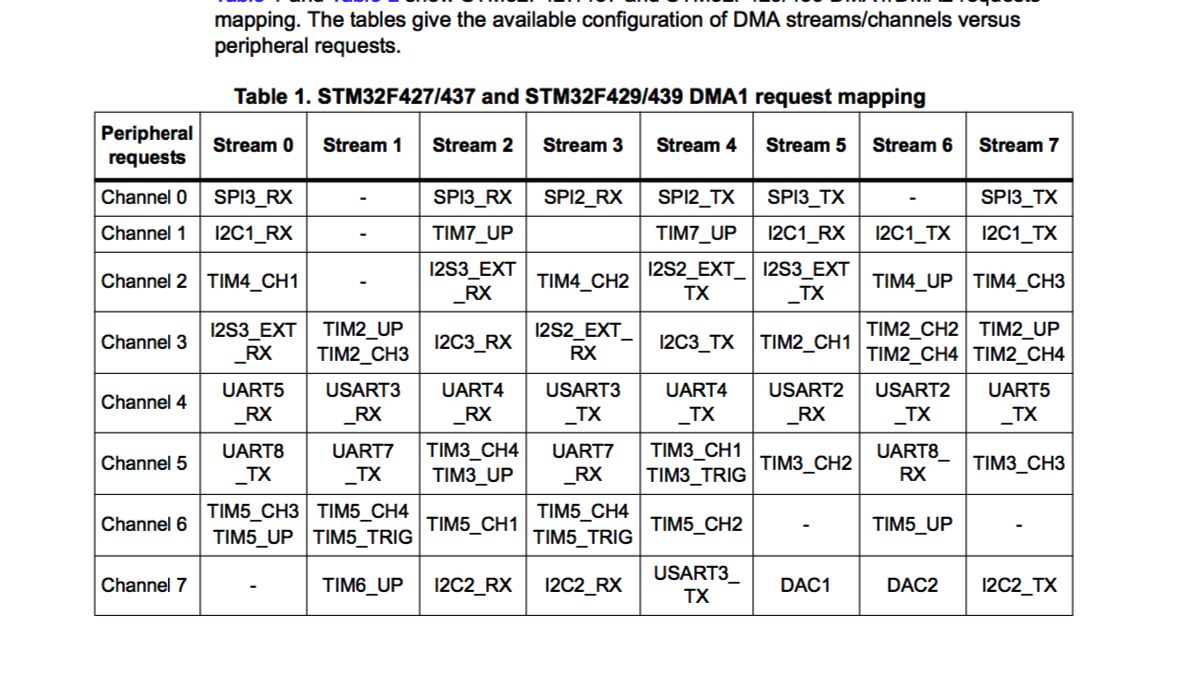 mapping. The tables give the available configuration of DMA streams/channels versus
peripheral requests.
Table 1. STM32F427/437 and STM32F429/439 DMA1 request mapping
Peripheral requests Stream 0 Stream 1 Stream 2 Stream 3 Stream 4 Stream 5 Stream 6 Stream 7
Channel 0 SPI3_RX - SPI3_RX SPI2_RX SPI2_TX SPI3_TX - SPI3_TX
Channel 1 I2C1_RX - TIM7_UP TIM7_UP I2C1_RX I2C1_TX I2C1_TX
Channel 2 TIM4_CH1 - I2S3_EXT_RX TIM4_CH2 I2S2_EXT_TX I2S3_EXT_TX TIM4_UP TIM4_CH3
Channel 3 I2S3_EXT_RX TIM2_UP TIM2_CH3 I2C3_RX I2S2_EXT_RX I2C3_TX TIM2_CH1 TIM2_CH2 TIM2_CH4 TIM2_UP TIM2_CH4
Channel 4 UART5_RX USART3_RX UART4_RX USART3_TX UART4_TX USART2_RX USART2_TX UART5_TX
Channel 5 UART8_TX UART7_TX TIM3_CH4 TIM3_UP UART7_RX TIM3_CH1 TIM3_TRIG TIM3_CH2 UART8_RX TIM3_CH3
Channel 6 TIM5_CH3 TIM5_UP TIM5_CH4 TIM5_TRIG TIM5_CH1 TIM5_CH4 TIM5_TRIG TIM5_CH2 - TIM5_UP -
Channel 7 - TIM6_UP I2C2_RX I2C2_RX USART3_TX DAC1 DAC2 I2C2_TX